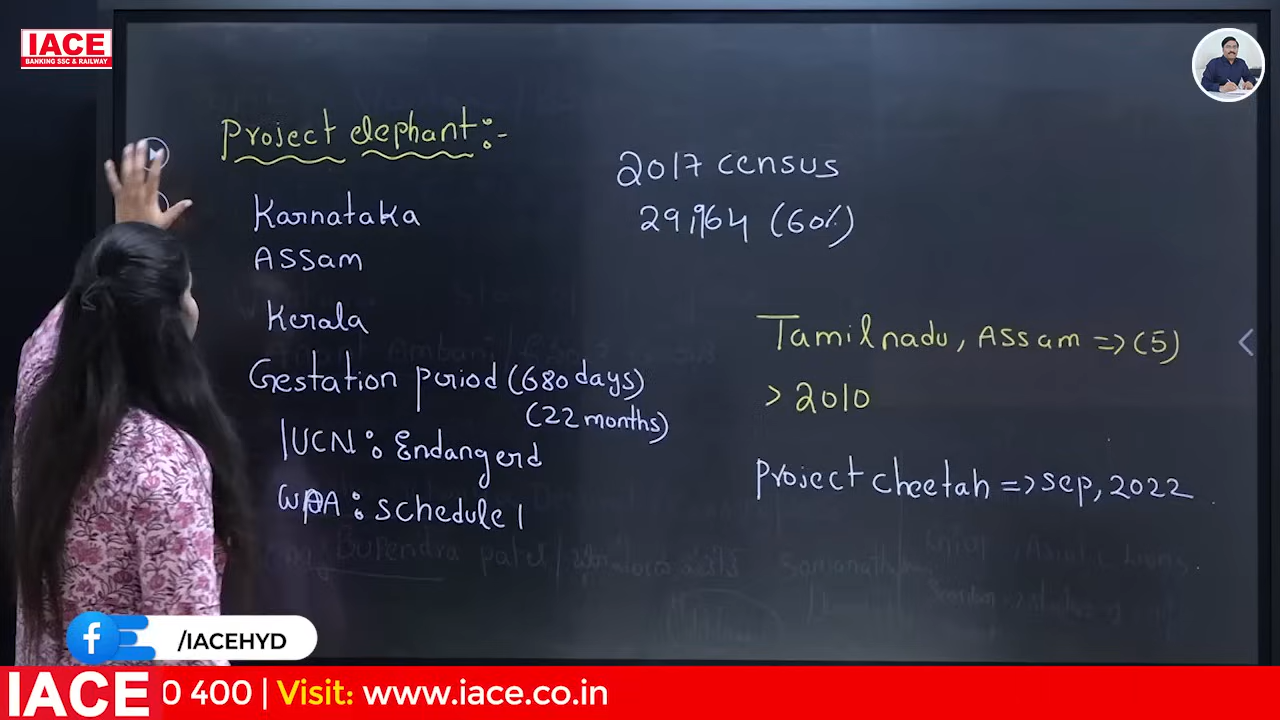 IACE
BANKING SSC & RAILWAY
Project elephant:-
Karnataka
Assam
Kerala
Gestation period (680 days)
(22 months)
IUCN: Endangerd
WPA: Schedule 1
2017 census
29,964 (60%)
Tamilnadu, Assam => (5)
> 2010
Project cheetah => Sep, 2022
/IACEHYD
IACE 0 400 | Visit: www.iace.co.in